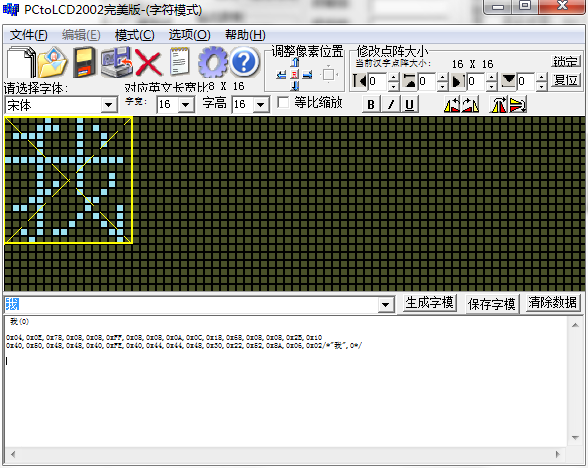 PCtoLCD2002完美版-(字符模式)
文件(F) 编辑(E) 模式(C) 选项(O) 帮助(H)
调整像素位置 修改点阵大小
当前汉字点阵大小: 16 X 16 锁定
0 0 0 0 复位
请选择字体: 对应英文长宽比8 X 16
宋体 字宽: 16 字高 16 等比缩放 B I U
我 生成字模 保存字模 清除数据
我(0)
0x04,0x0E,0x78,0x08,0x08,0xFF,0x08,0x08,0x0A,0x0C,0x18,0x68,0x08,0x08,0x28,0x10
0x40,0x50,0x48,0x48,0x40,0xFE,0x40,0x44,0x44,0x48,0x30,0x22,0x52,0x8A,0x06,0x02/*"我",0*/